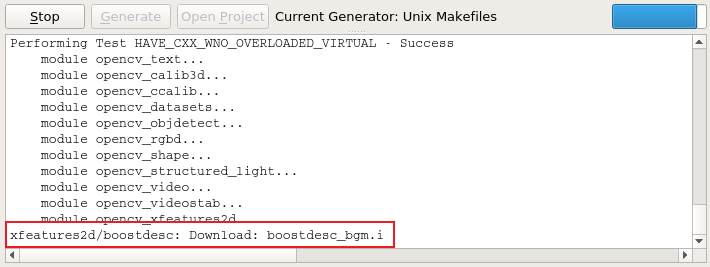 Stop Generate Open Project Current Generator: Unix Makefiles
Performing Test HAVE_CXX_WNO_OVERLOADED_VIRTUAL - Success
module opencv_text...
module opencv_calib3d...
module opencv_ccalib...
module opencv_datasets...
module opencv_objdetect...
module opencv_rgbd...
module opencv_shape...
module opencv_structured_light...
module opencv_video...
module opencv_videostab...
module opencv_xfeatures2d
xfeatures2d/boostdesc: Download: boostdesc_bgm.i